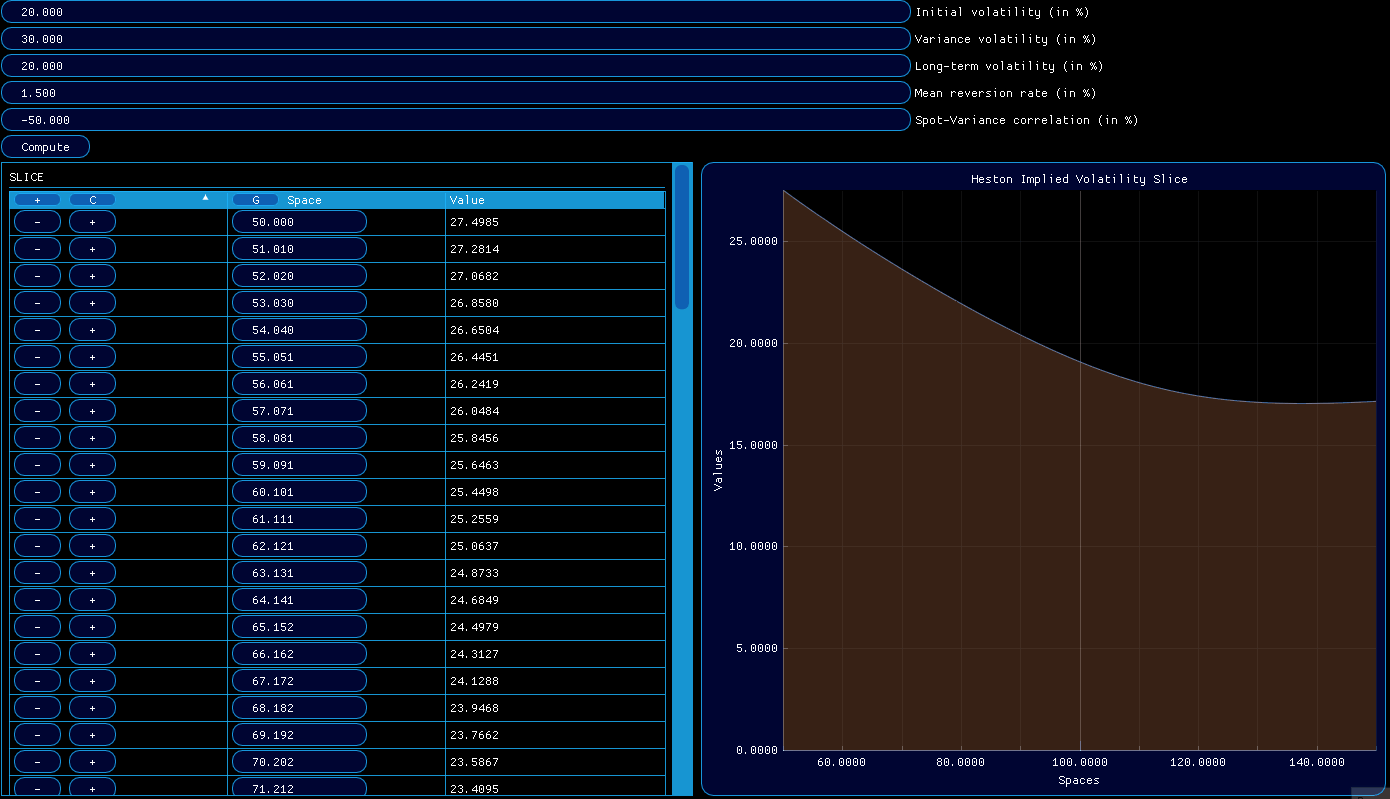 20.000 Initial volatility (in %)
30.000 Variance volatility (in %)
20.000 Long-term volatility (in %)
1.500 Mean reversion rate (in %)
-50.000 Spot-Variance correlation (in %)
Compute
SLICE
+ C ▲ G Space Value
- + 50.000 27.4985
- + 51.010 27.2814
- + 52.020 27.0682
- + 53.030 26.8580
- + 54.040 26.6504
- + 55.051 26.4451
- + 56.061 26.2419
- + 57.071 26.0484
- + 58.081 25.8456
- + 59.091 25.6463
- + 60.101 25.4498
- + 61.111 25.2559
- + 62.121 25.0637
- + 63.131 24.8733
- + 64.141 24.6849
- + 65.152 24.4979
- + 66.162 24.3127
- + 67.172 24.1288
- + 68.182 23.9468
- + 69.192 23.7662
- + 70.202 23.5867
- + 71.212 23.4095
Heston Implied Volatility Slice
25.0000
20.0000
15.0000
10.0000
5.0000
0.0000
Values
60.0000 80.0000 100.0000 120.0000 140.0000
Spaces